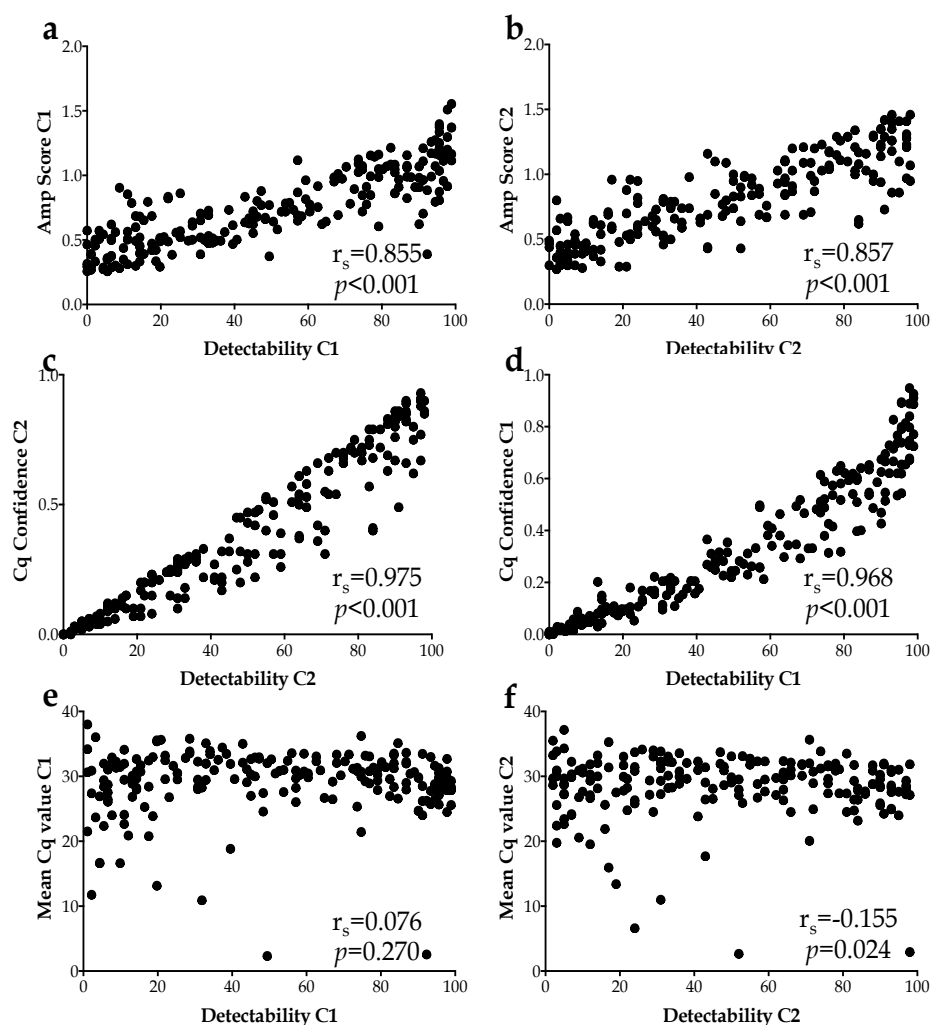 a
b
2.0
1.5
1.0
0.5
0.0
Amp Score C1
0 20 40 60 80 100
Detectability C1
r_s=0.855
p<0.001
2.0
1.5
1.0
0.5
0.0
Amp Score C2
0 20 40 60 80 100
Detectability C2
r_s=0.857
p<0.001
c
d
1.0
0.5
0.0
Cq Confidence C2
0 20 40 60 80 100
Detectability C2
r_s=0.975
p<0.001
1.0
0.8
0.6
0.4
0.2
0.0
Cq Confidence C1
0 20 40 60 80 100
Detectability C1
r_s=0.968
p<0.001
e
f
40
30
20
10
0
Mean Cq value C1
0 20 40 60 80 100
Detectability C1
r_s=0.076
p=0.270
40
30
20
10
0
Mean Cq value C2
0 20 40 60 80 100
Detectability C2
r_s=-0.155
p=0.024